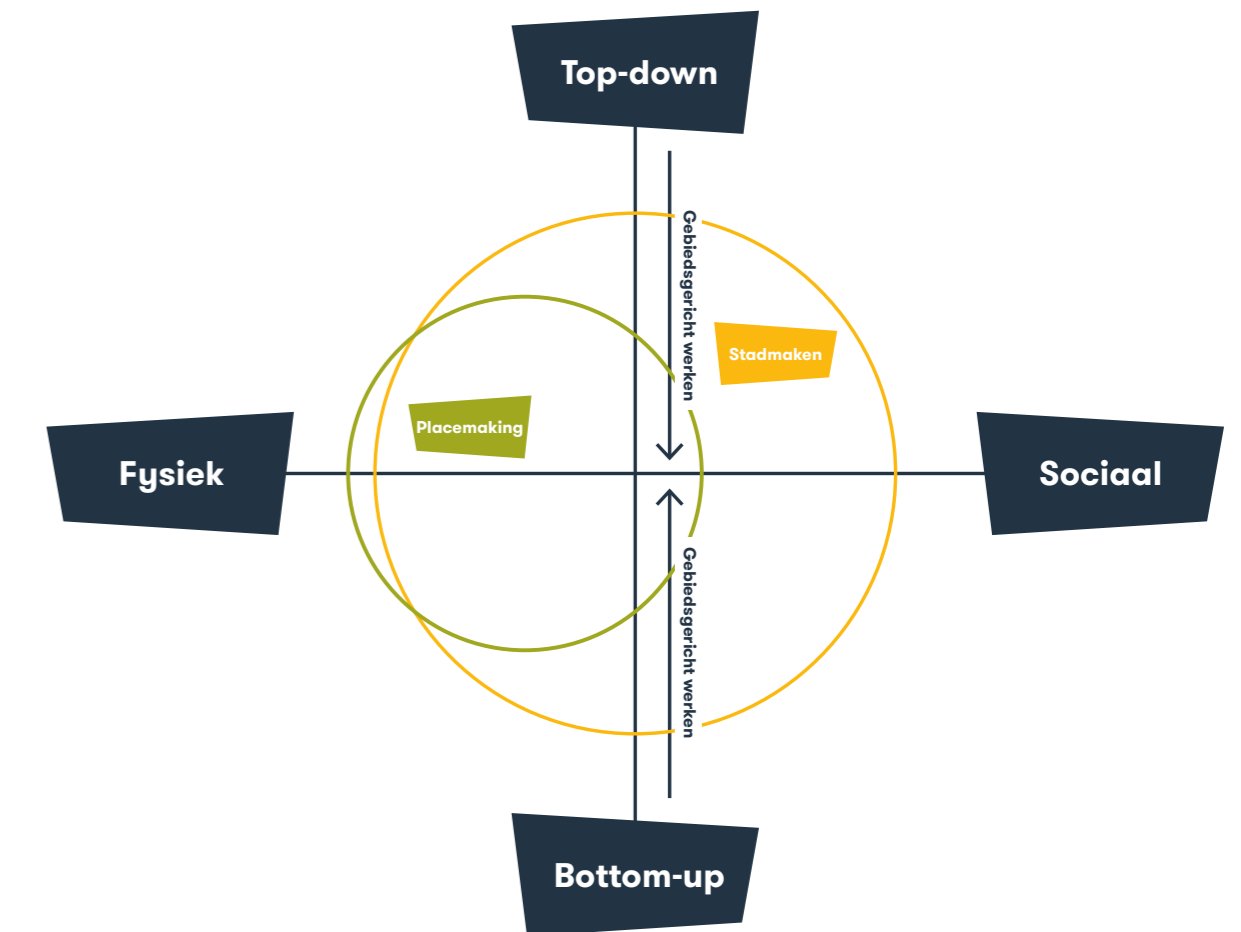 Top-down
Gebiedsgericht werken
Stadmaken
Placemaking
Fysiek
Sociaal
Gebiedsgericht werken
Bottom-up